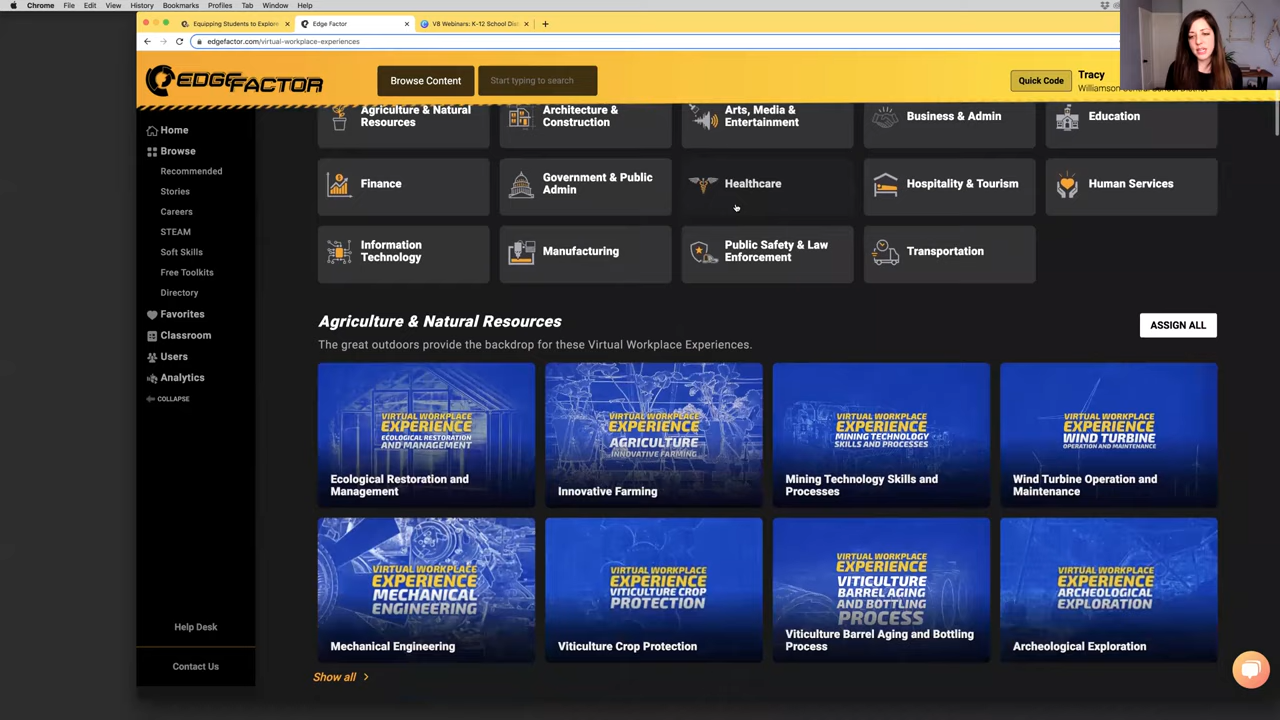 Chrome File Edit View History Bookmarks Profiles Tab Window Help
Equipping Students to Explore
Edge Factor
V8 Webinars: K-12 School Dis
edgefactor.com/virtual-workplace-experiences
EDGE FACTOR
Browse Content
Start typing to search
Quick Code
Tracy
Home
Browse
Recommended
Stories
Careers
STEAM
Soft Skills
Free Toolkits
Directory
Favorites
Classroom
Users
Analytics
COLLAPSE
Help Desk
Contact Us
Agriculture & Natural
Resources
Architecture &
Construction
Arts, Media &
Entertainment
Business & Admin
Education
Finance
Government & Public
Admin
Healthcare
Hospitality & Tourism
Human Services
Information
Technology
Manufacturing
Public Safety & Law
Enforcement
Transportation
Agriculture & Natural Resources
ASSIGN ALL
The great outdoors provide the backdrop for these Virtual Workplace Experiences.
VIRTUAL WORKPLACE
EXPERIENCE
ECOLOGICAL RESTORATION
AND MANAGEMENT
Ecological Restoration and
Management
VIRTUAL WORKPLACE
EXPERIENCE
AGRICULTURE
INNOVATIVE FARMING
Innovative Farming
VIRTUAL WORKPLACE
EXPERIENCE
MINING TECHNOLOGY
SKILLS AND PROCESSES
Mining Technology Skills and
Processes
VIRTUAL WORKPLACE
EXPERIENCE
WIND TURBINE
OPERATION AND MAINTENANCE
Wind Turbine Operation and
Maintenance
VIRTUAL WORKPLACE
EXPERIENCE
MECHANICAL
ENGINEERING
Mechanical Engineering
VIRTUAL WORKPLACE
EXPERIENCE
VITICULTURE CROP
PROTECTION
Viticulture Crop Protection
VIRTUAL WORKPLACE
EXPERIENCE
VITICULTURE
BARREL AGING
AND BOTTLING
PROCESS
Viticulture Barrel Aging and Bottling
Process
VIRTUAL WORKPLACE
EXPERIENCE
ARCHEOLOGICAL
EXPLORATION
Archeological Exploration
Show all